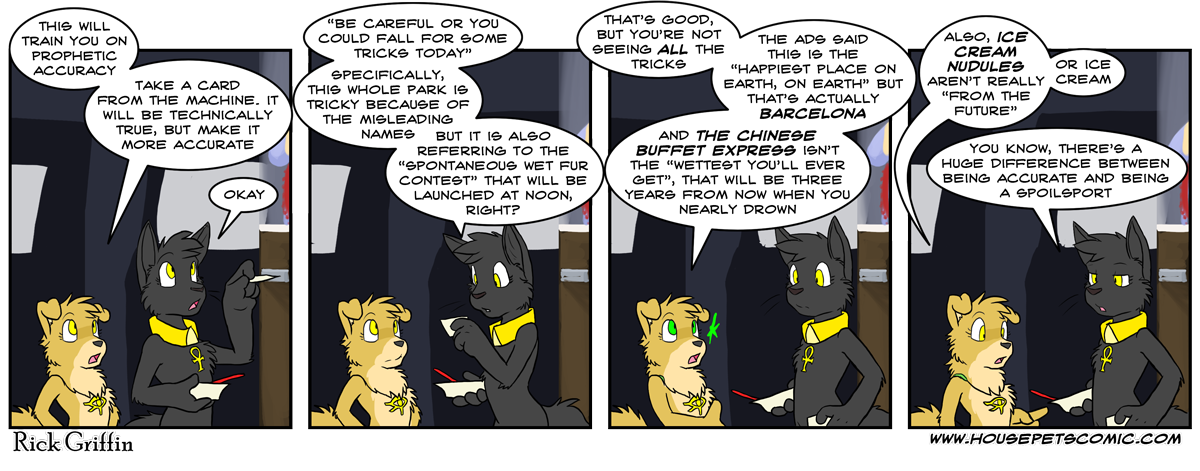 THIS WILL
TRAIN YOU ON
PROPHETIC
ACCURACY
TAKE A CARD
FROM THE MACHINE. IT
WILL BE TECHNICALLY
TRUE, BUT MAKE IT
MORE ACCURATE
OKAY
"BE CAREFUL OR YOU
COULD FALL FOR SOME
TRICKS TODAY"
SPECIFICALLY,
THIS WHOLE PARK IS
TRICKY BECAUSE OF
THE MISLEADING
NAMES
BUT IT IS ALSO
REFERRING TO THE
"SPONTANEOUS WET FUR
CONTEST" THAT WILL BE
LAUNCHED AT NOON,
RIGHT?
THAT'S GOOD,
BUT YOU'RE NOT
SEEING ALL THE
TRICKS
THE ADS SAID
THIS IS THE
"HAPPIEST PLACE ON
EARTH, ON EARTH" BUT
THAT'S ACTUALLY
BARCELONA
AND THE CHINESE
BUFFET EXPRESS ISN'T
THE "WETTEST YOU'LL EVER
GET", THAT WILL BE THREE
YEARS FROM NOW WHEN YOU
NEARLY DROWN
ALSO, ICE
CREAM
NUDULES
AREN'T REALLY
"FROM THE
FUTURE"
OR ICE
CREAM
YOU KNOW, THERE'S A
HUGE DIFFERENCE BETWEEN
BEING ACCURATE AND BEING
A SPOILSPORT
Rick Griffin
WWW.HOUSEPETSCOMIC.COM